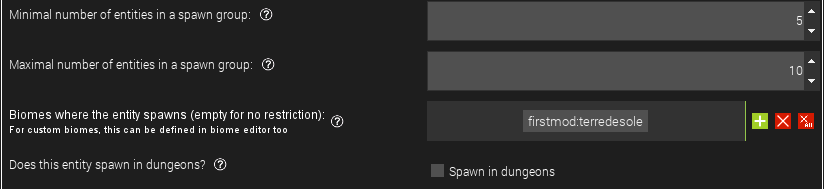 Minimal number of entities in a spawn group: ?
5
Maximal number of entities in a spawn group: ?
10
Biomes where the entity spawns (empty for no restriction): ?
For custom biomes, this can be defined in biome editor too
firstmod:terredesole
All
Does this entity spawn in dungeons? ?
Spawn in dungeons